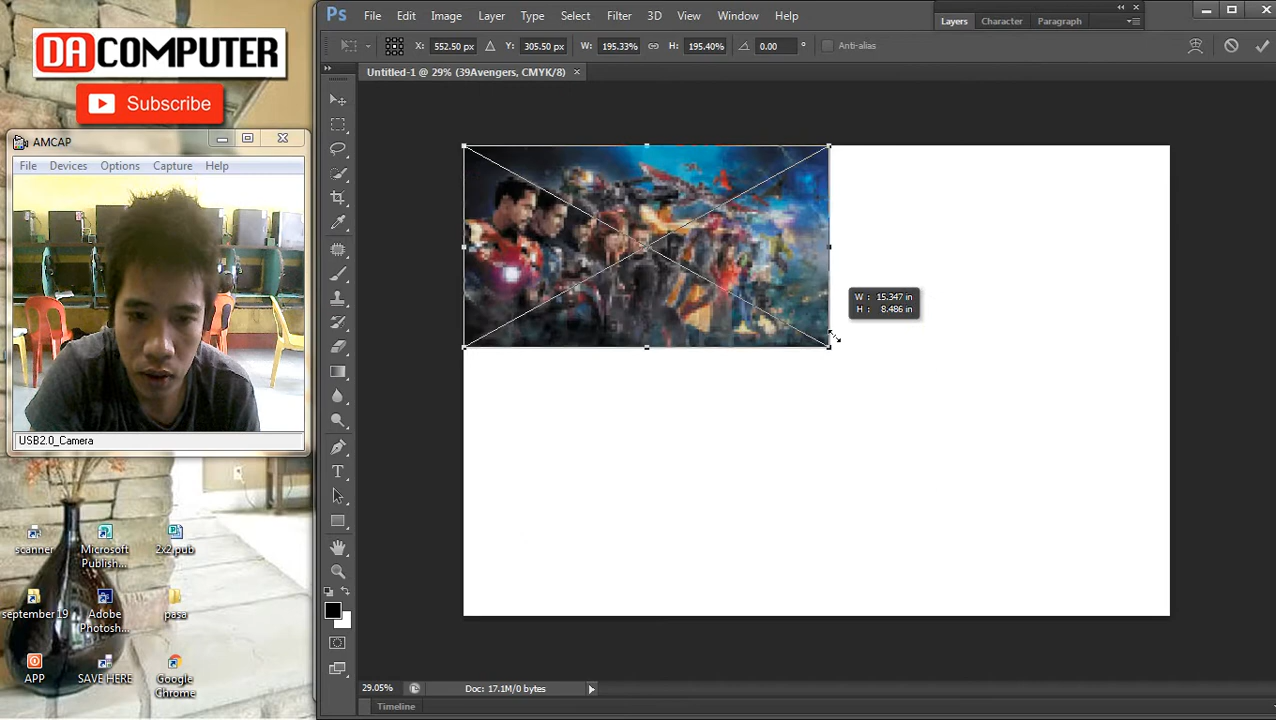 DA COMPUTER
Subscribe
AMCAP
File Devices Options Capture Help
USB2.0_Camera
scanner
Microsoft Publish...
2x2.pub
september 19
Adobe Photosh...
pasa
APP
SAVE HERE
Google Chrome
Ps File Edit Image Layer Type Select Filter 3D View Window Help
Layers Character Paragraph
X: 552.50 px Y: 305.50 px W: 195.33% H: 195.40% 0.00 ° Anti-alias
Untitled-1 @ 29% (39Avengers, CMYK/8) ×
W : 15.347 in
H : 8.486 in
T
29.05% Doc: 17.1M/0 bytes
Timeline